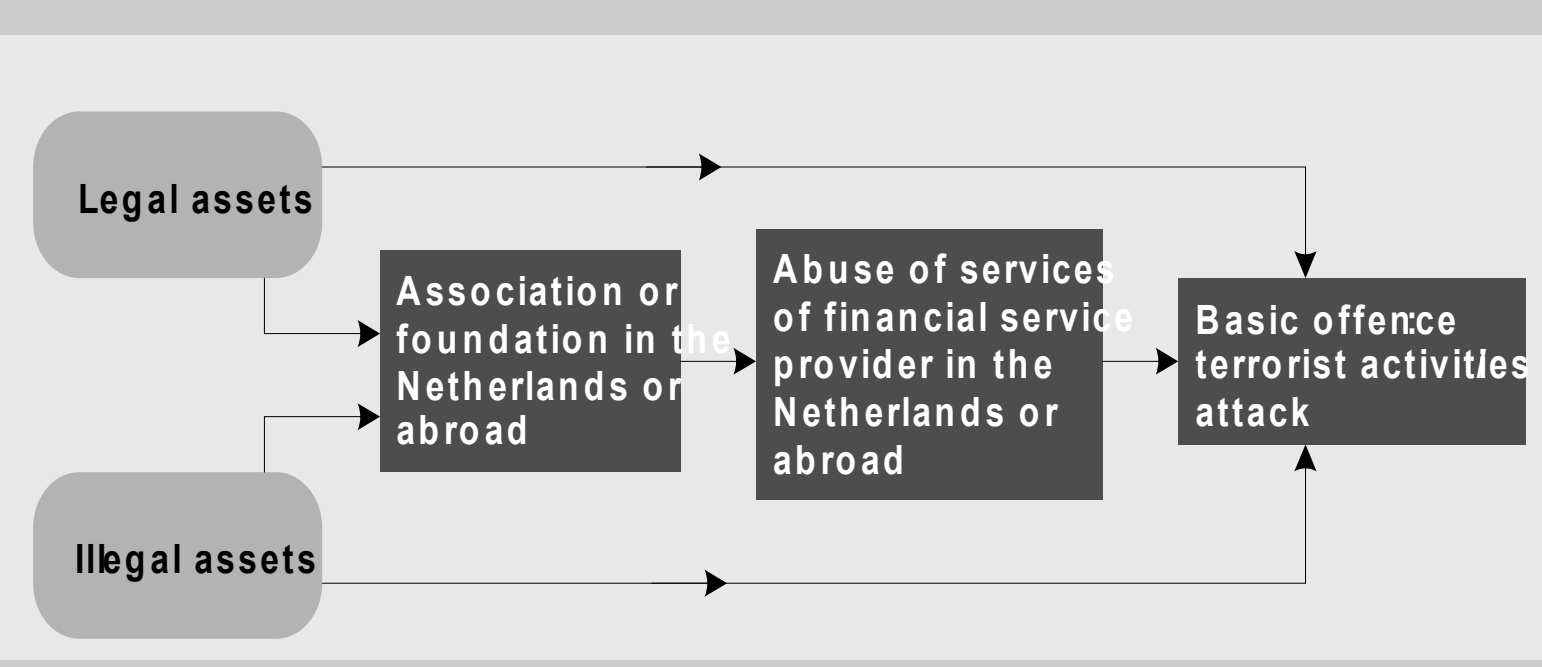 Legal assets
Association or
foundation in the
Netherlands or
abroad
Abuse of services
of financial service
provider in the
Netherlands or
abroad
Basic offence:
terrorist activities/
attack
Illegal assets